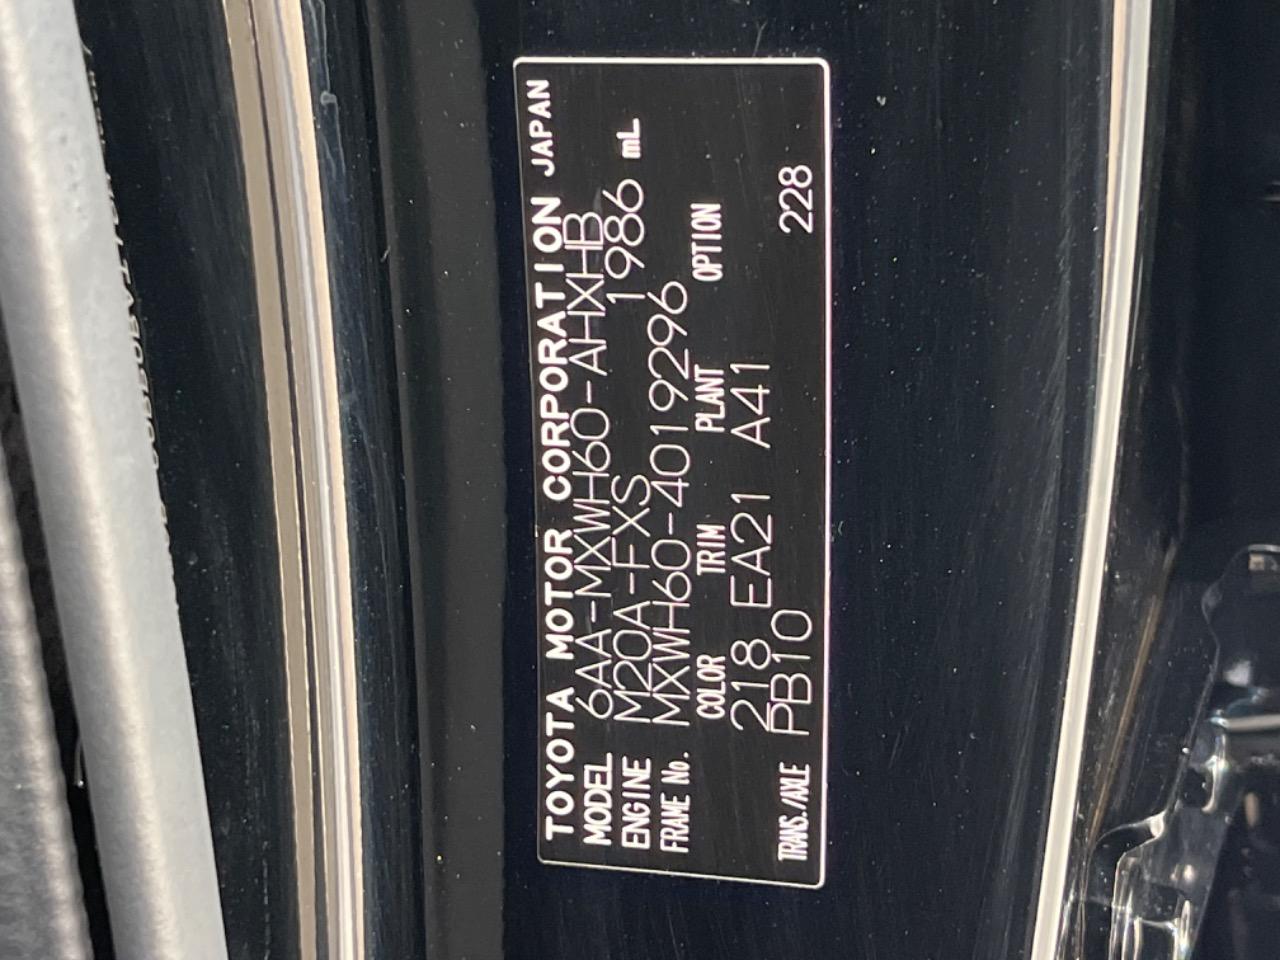 TOYOTA MOTOR CORPORATION JAPAN
MODEL 6AA-MXWH60-AHXHB
ENGINE M20A-FXS 1986 mL
FRAME No. MXWH60-4019296
COLOR TRIM PLANT OPTION
218 EA21 A41
TRANS./AXLE PB10 228